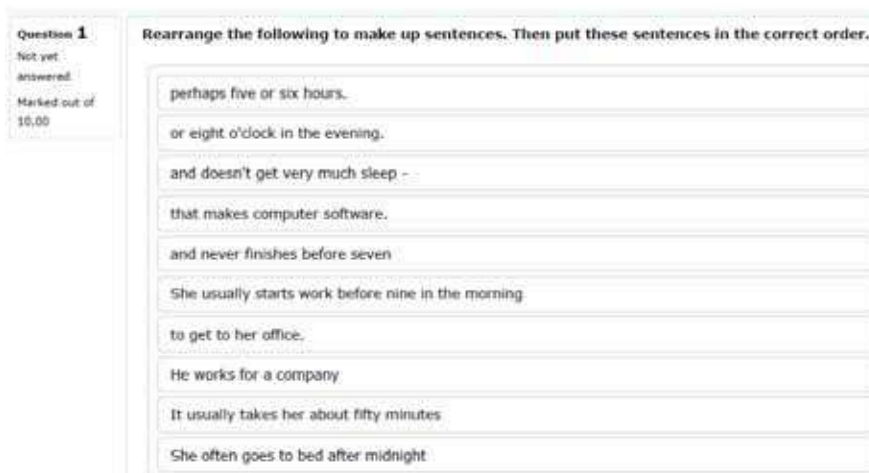 Question 1
Not yet
answered
Marked out of
10,00
Rearrange the following to make up sentences. Then put these sentences in the correct order.
perhaps five or six hours.
or eight o'clock in the evening.
and doesn't get very much sleep -
that makes computer software.
and never finishes before seven
She usually starts work before nine in the morning
to get to her office.
He works for a company
It usually takes her about fifty minutes
She often goes to bed after midnight